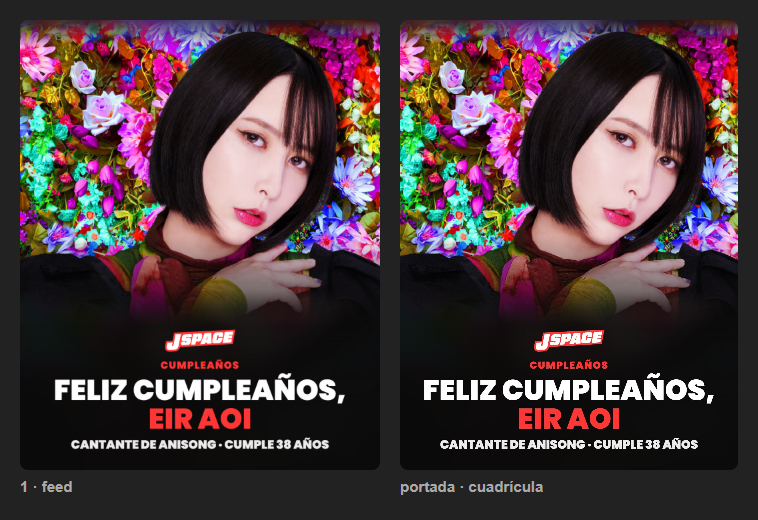 JSPACE
CUMPLEAÑOS
FELIZ CUMPLEAÑOS,
EIR AOI
CANTANTE DE ANISONG · CUMPLE 38 AÑOS
1 · feed
JSPACE
CUMPLEAÑOS
FELIZ CUMPLEAÑOS,
EIR AOI
CANTANTE DE ANISONG · CUMPLE 38 AÑOS
portada · cuadrícula